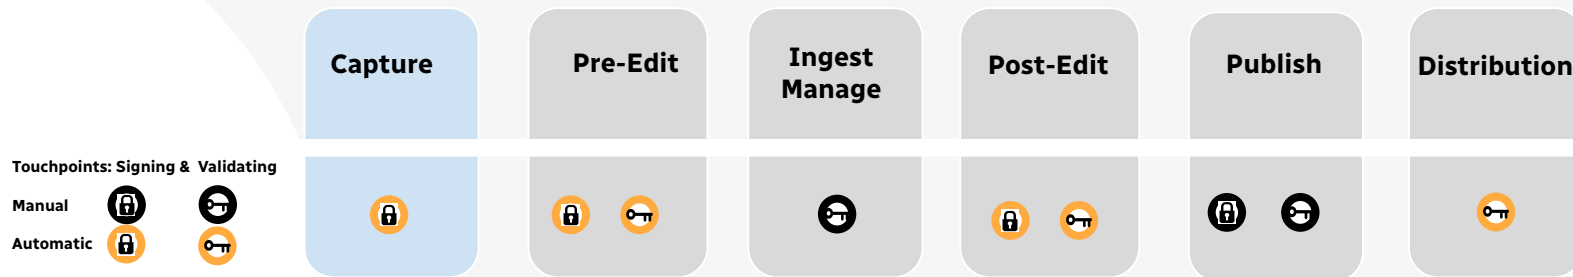 Capture
Pre-Edit
Ingest
Manage
Post-Edit
Publish
Distribution
Touchpoints: Signing & Validating
Manual
Automatic